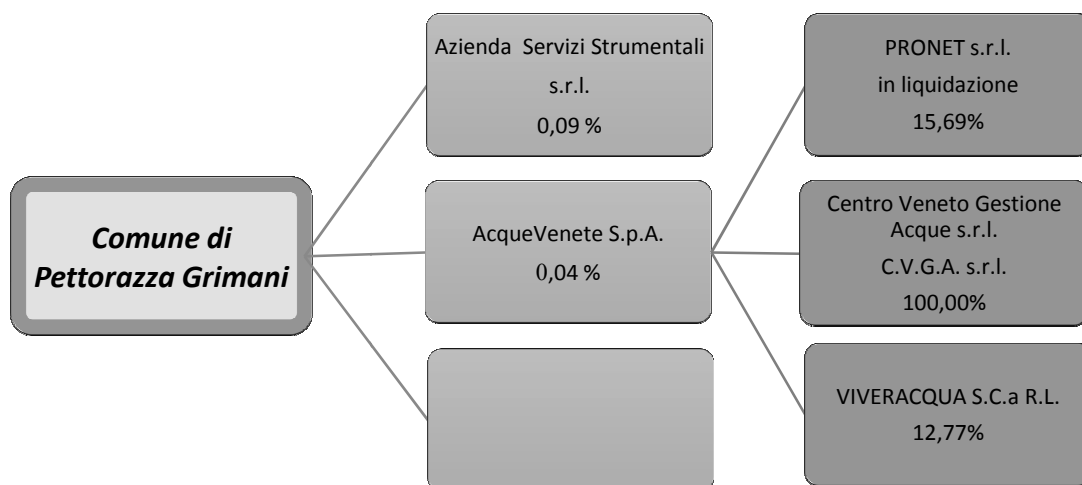 Comune di
Pettorazza Grimani
Azienda  Servizi Strumentali
s.r.l.
0,09 %
AcqueVenete S.p.A.
0,04 %
PRONET s.r.l.
in liquidazione
15,69%
Centro Veneto Gestione
Acque s.r.l.
C.V.G.A. s.r.l.
100,00%
VIVERACQUA S.C.a R.L.
12,77%